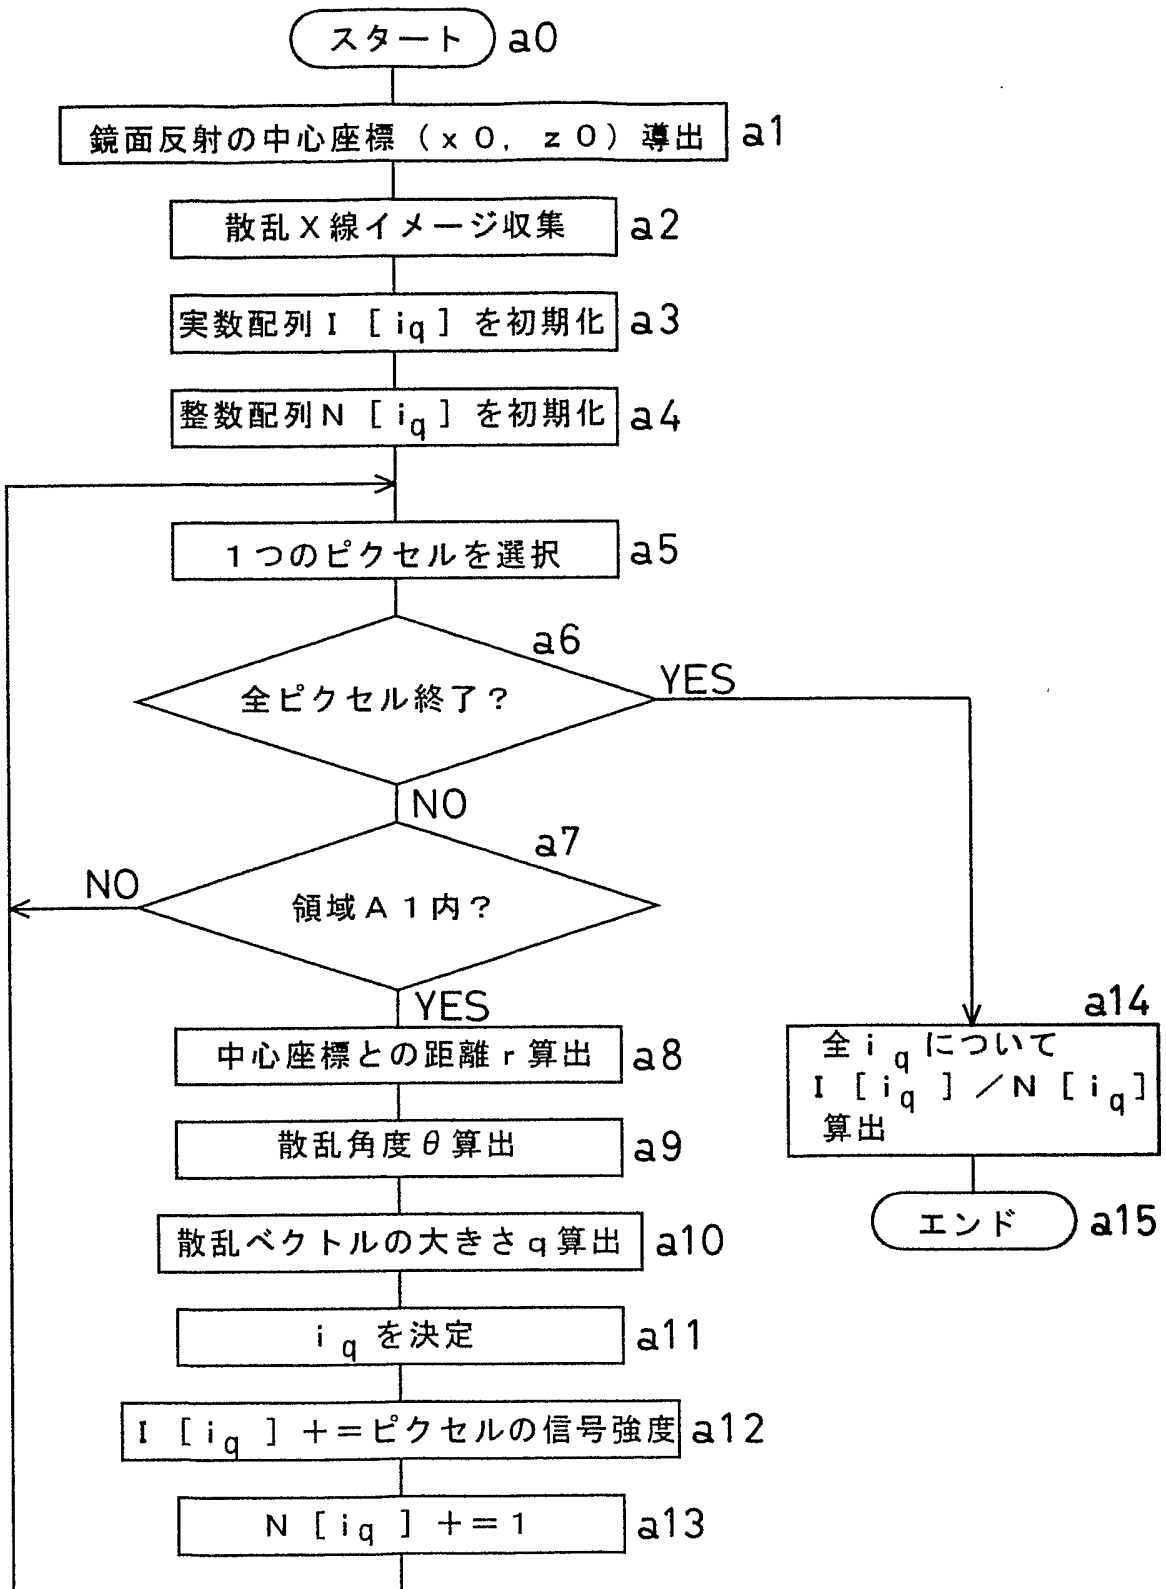 スタート a0
鏡面反射の中心座標(x0, z0)導出 a1
散乱X線イメージ収集 a2
実数配列I[iq]を初期化 a3
整数配列N[iq]を初期化 a4
1つのピクセルを選択 a5
a6
全ピクセル終了?
YES
NO
a7
領域A1内?
NO
YES
中心座標との距離r算出 a8
散乱角度θ算出 a9
散乱ベクトルの大きさq算出 a10
iqを決定 a11
I[iq]+=ピクセルの信号強度 a12
N[iq]+=1 a13
a14
全iqについて
I[iq]/N[iq]
算出
エンド a15